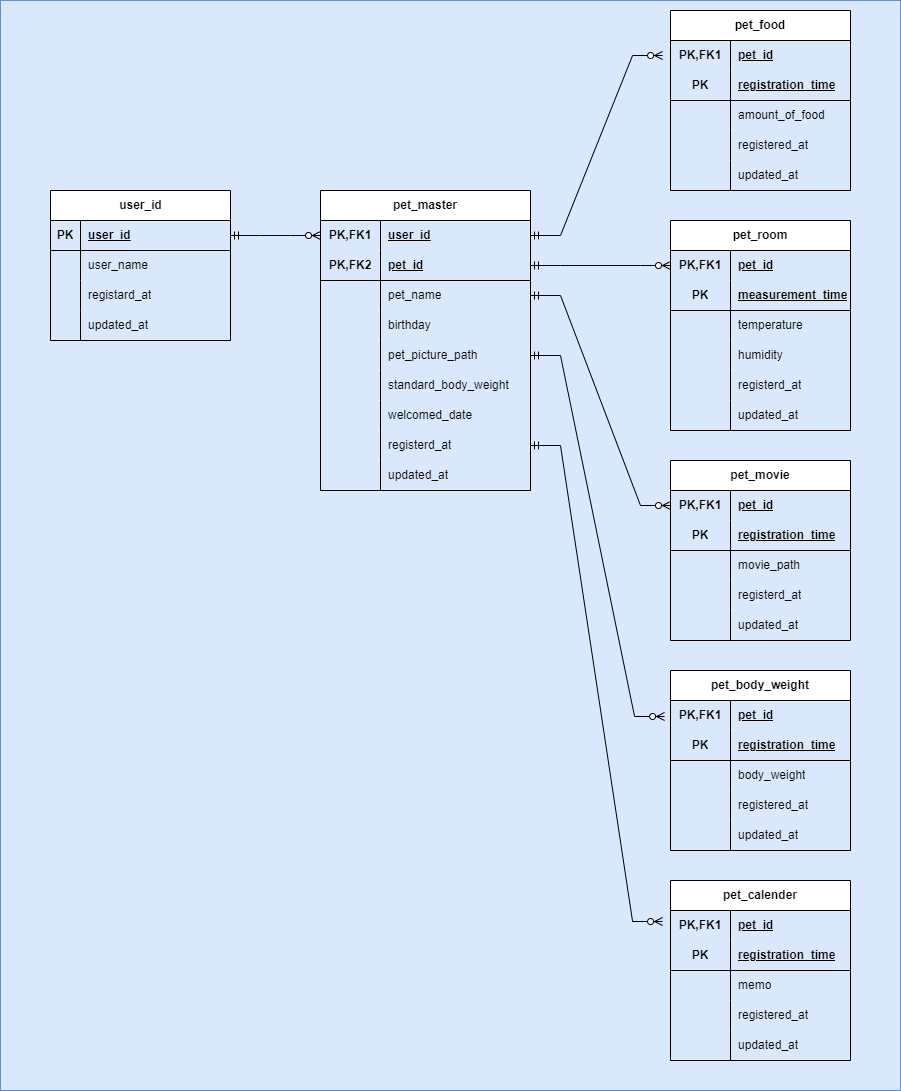 user_id
PK user_id
user_name
registard_at
updated_at
pet_master
PK,FK1 user_id
PK,FK2 pet_id
pet_name
birthday
pet_picture_path
standard_body_weight
welcomed_date
registerd_at
updated_at
pet_food
PK,FK1 pet_id
PK registration_time
amount_of_food
registered_at
updated_at
pet_room
PK,FK1 pet_id
PK measurement_time
temperature
humidity
registerd_at
updated_at
pet_movie
PK,FK1 pet_id
PK registration_time
movie_path
registerd_at
updated_at
pet_body_weight
PK,FK1 pet_id
PK registration_time
body_weight
registered_at
updated_at
pet_calender
PK,FK1 pet_id
PK registration_time
memo
registered_at
updated_at